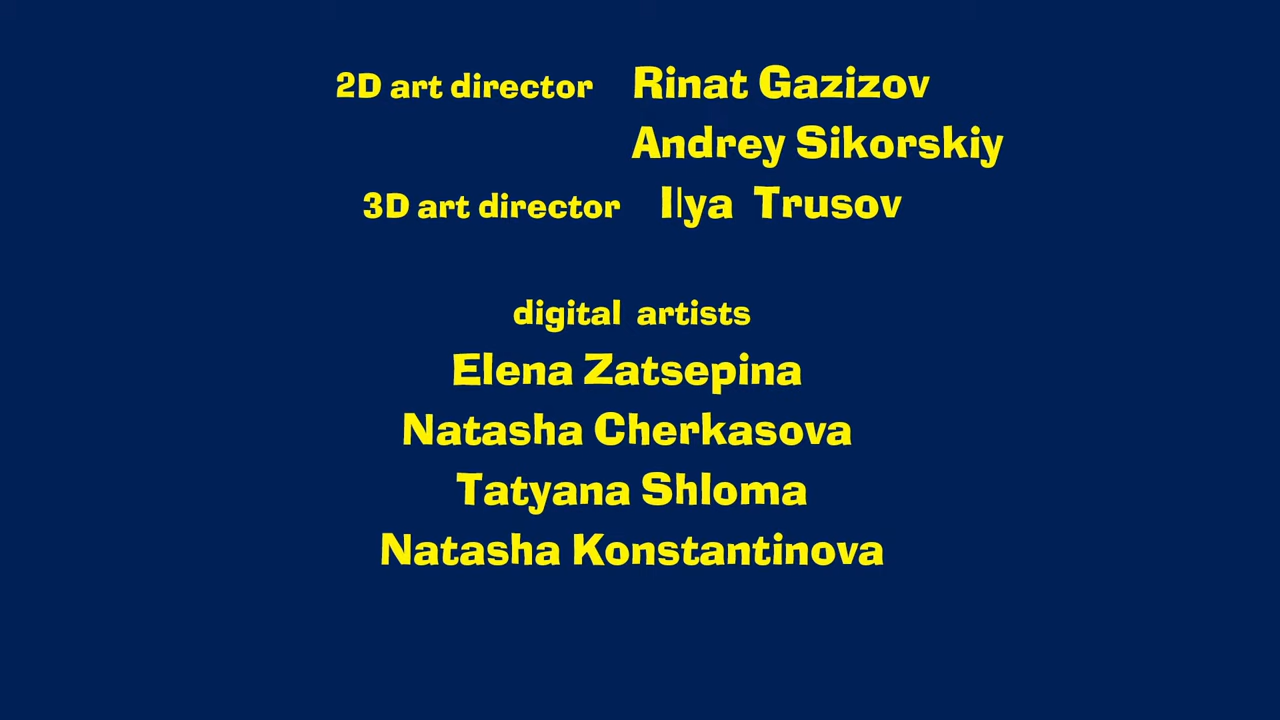 2D art director Rinat Gazizov
Andrey Sikorskiy
3D art director Ilya Trusov
digital artists
Elena Zatsepina
Natasha Cherkasova
Tatyana Shloma
Natasha Konstantinova